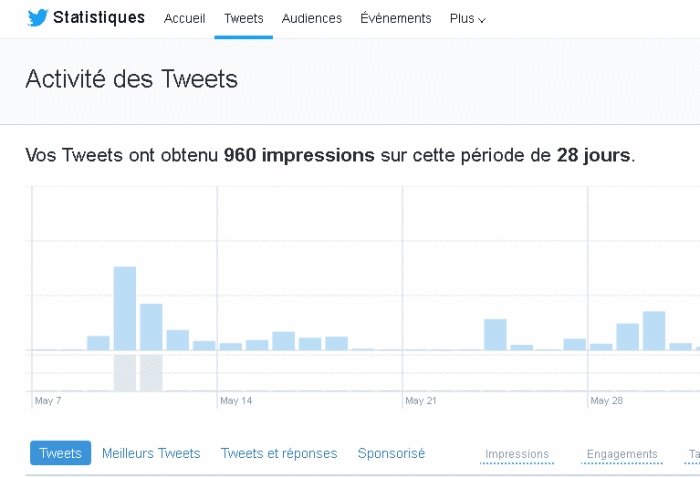 Statistiques Accueil Tweets Audiences Événements Plus
Activité des Tweets
Vos Tweets ont obtenu 960 impressions sur cette période de 28 jours.
May 7 May 14 May 21 May 28
Tweets Meilleurs Tweets Tweets et réponses Sponsorisé Impressions Engagements